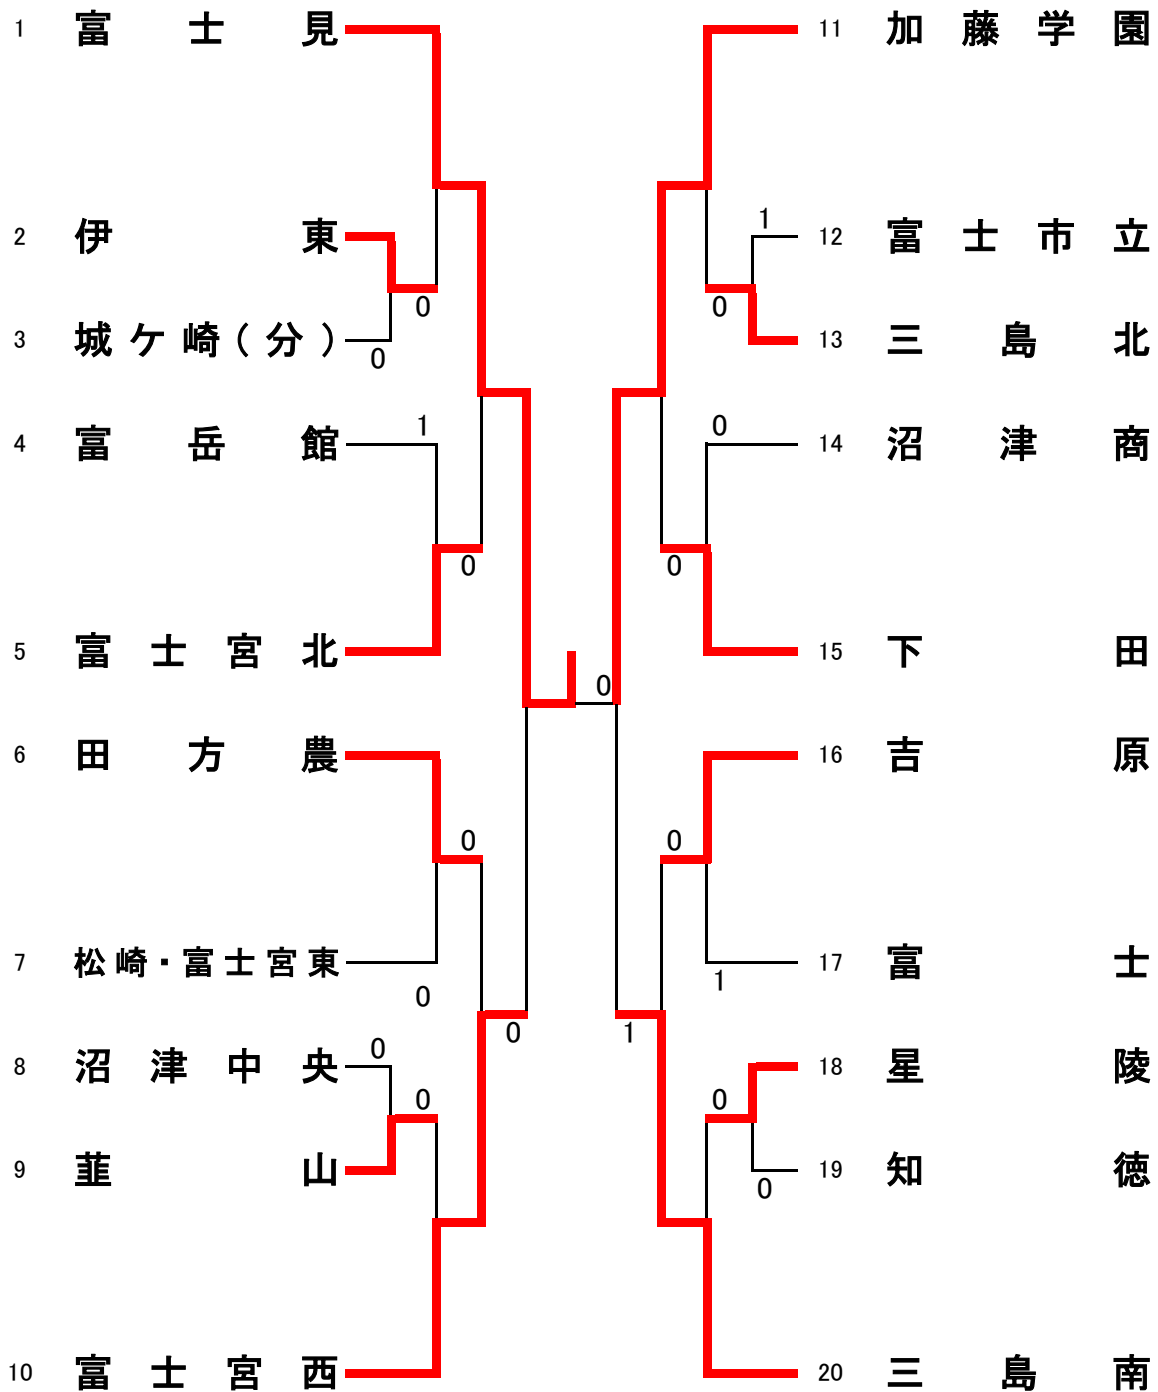 1 富士見
2 伊東
0
3 城ケ崎(分)
0
4 富岳館
1
0
5 富士宮北
6 田方農
0
7 松崎・富士宮東
0
8 沼津中央
0
0
9 韮山
0
10 富士宮西
0
11 加藤学園
12 富士市立
1
0
13 三島北
14 沼津商
0
0
15 下田
16 吉原
0
17 富士
1
1
18 星陵
0
19 知徳
0
20 三島南